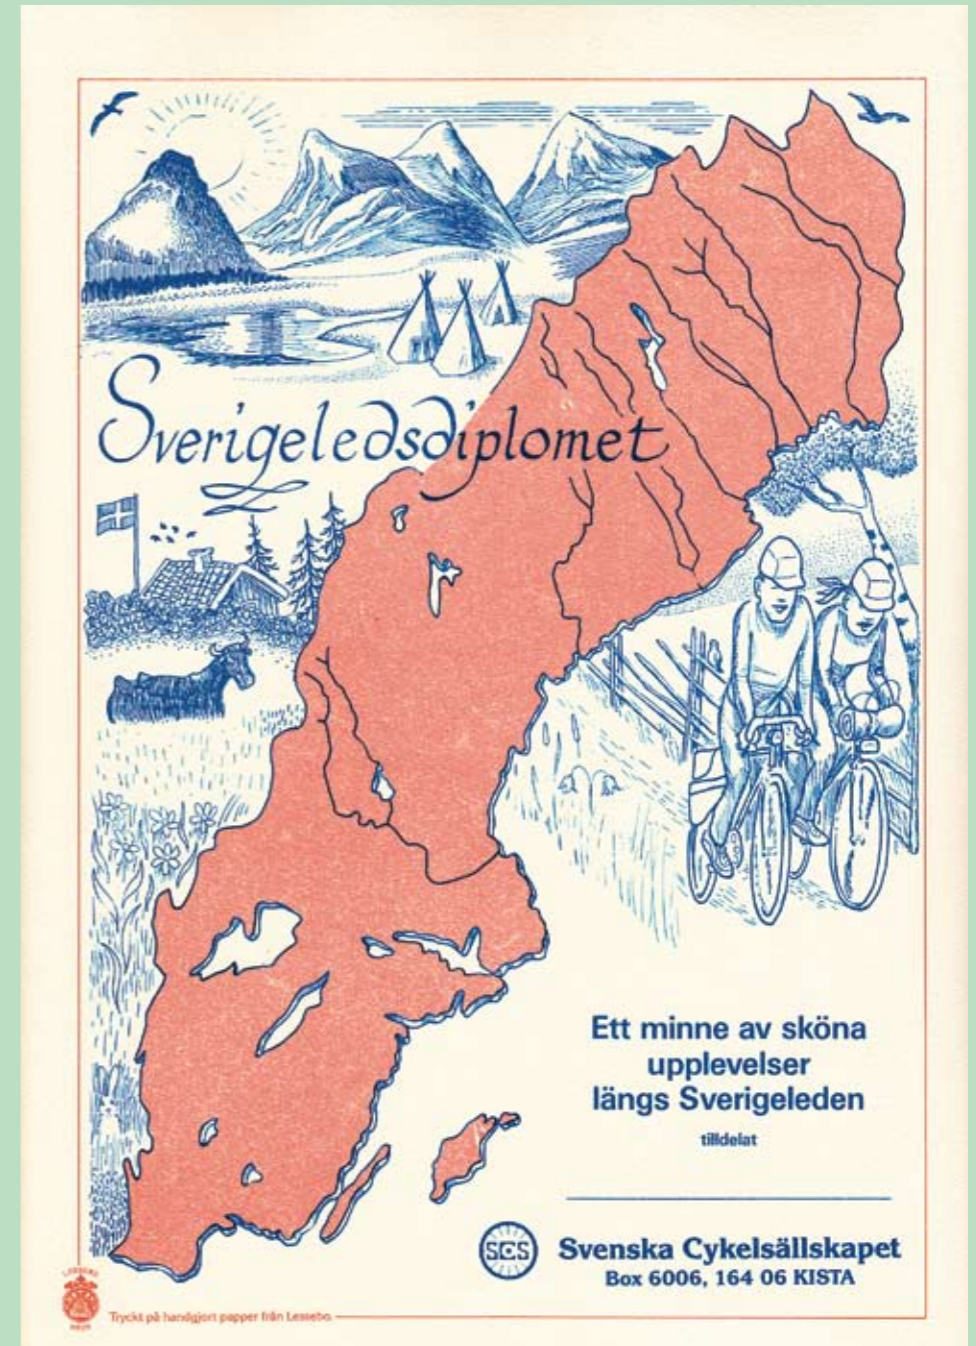 Sverigeledsdiplomet
Ett minne av sköna
upplevelser
längs Sverigeleden
tilldelat
SCS
Svenska Cykelsällskapet
Box 6006, 164 06 KISTA
LESSEBO
Tryckt på handgjort papper från Lessebo.